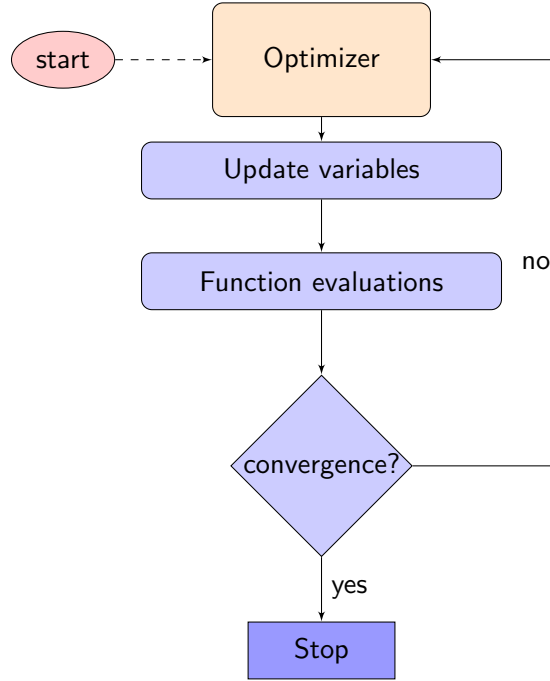 start
Optimizer
Update variables
Function evaluations
no
convergence?
yes
Stop